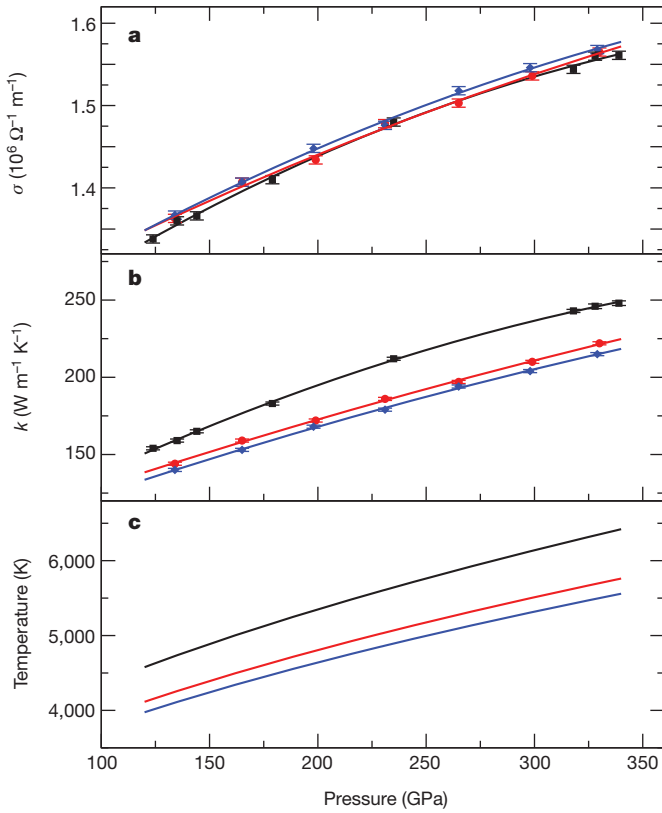 a
1.6
1.5
1.4
σ (10⁶ Ω⁻¹ m⁻¹)
b
250
200
150
k (W m⁻¹ K⁻¹)
c
6,000
5,000
4,000
Temperature (K)
100 150 200 250 300 350
Pressure (GPa)